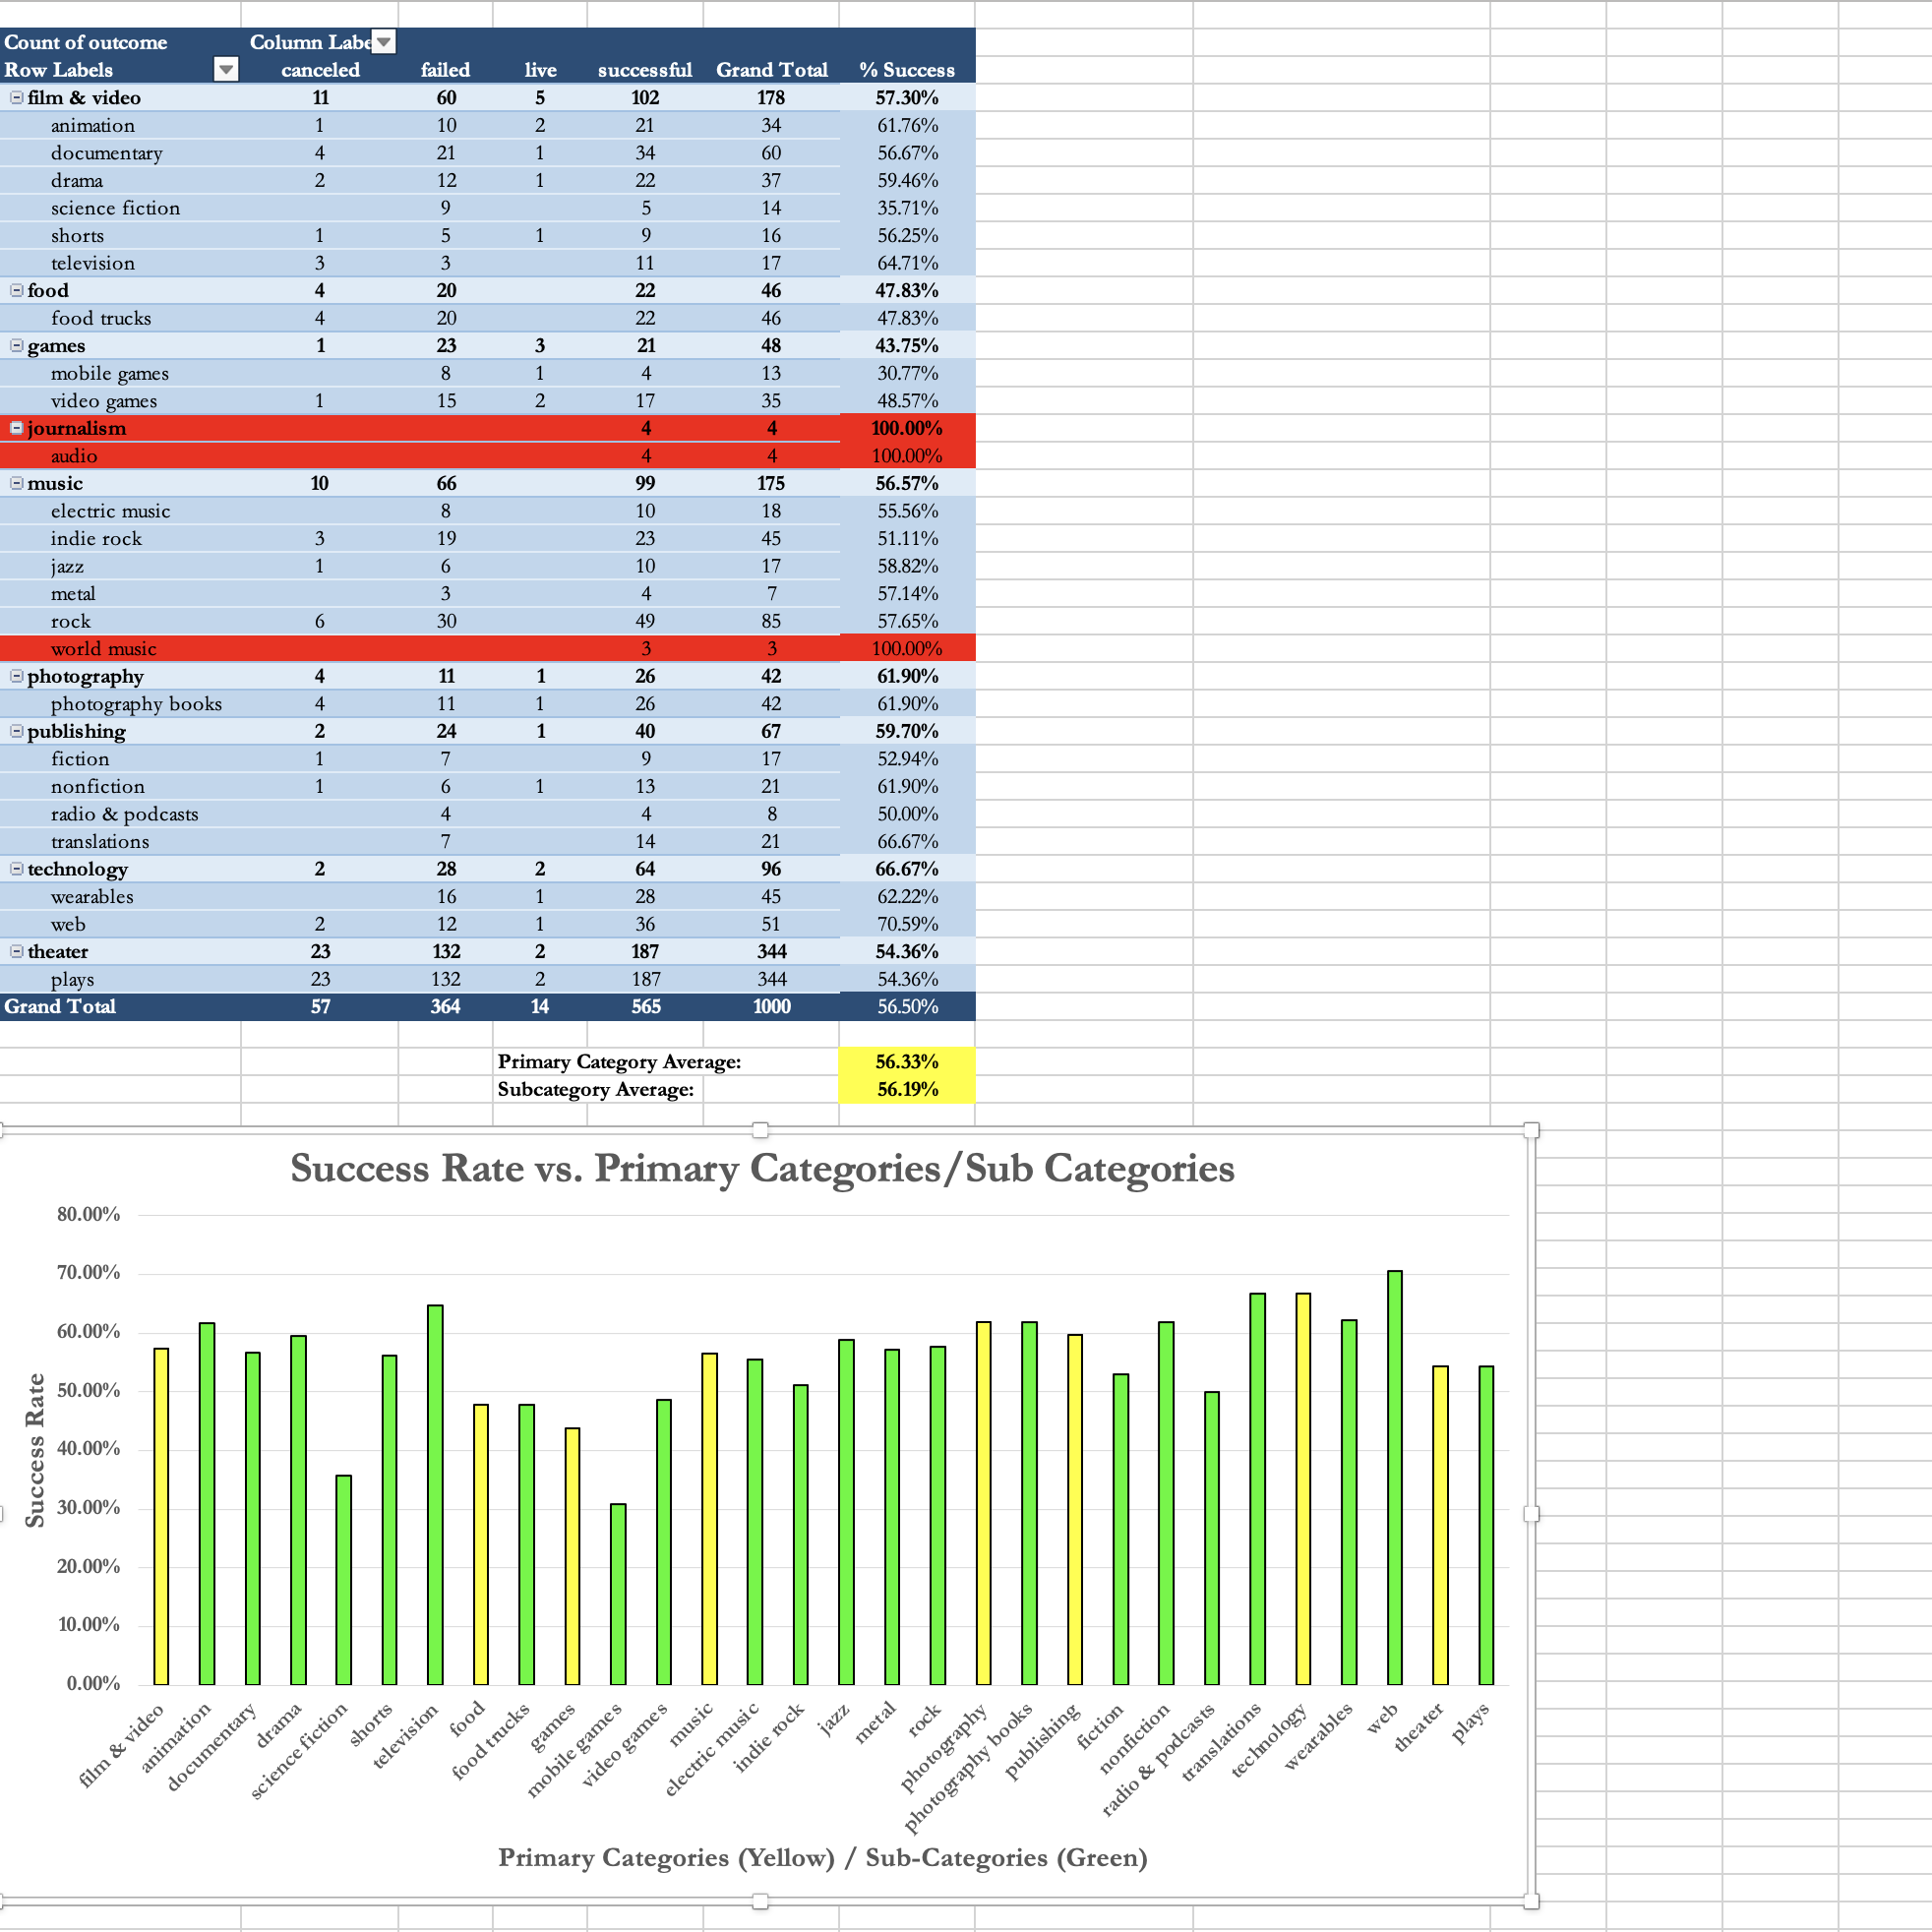 Count of outcome Column Labe
Row Labels canceled failed live successful Grand Total % Success
film & video 11 60 5 102 178 57.30%
animation 1 10 2 21 34 61.76%
documentary 4 21 1 34 60 56.67%
drama 2 12 1 22 37 59.46%
science fiction 9 5 14 35.71%
shorts 1 5 1 9 16 56.25%
television 3 3 11 17 64.71%
food 4 20 22 46 47.83%
food trucks 4 20 22 46 47.83%
games 1 23 3 21 48 43.75%
mobile games 8 1 4 13 30.77%
video games 1 15 2 17 35 48.57%
journalism 4 4 100.00%
audio 4 4 100.00%
music 10 66 99 175 56.57%
electric music 8 10 18 55.56%
indie rock 3 19 23 45 51.11%
jazz 1 6 10 17 58.82%
metal 3 4 7 57.14%
rock 6 30 49 85 57.65%
world music 3 3 100.00%
photography 4 11 1 26 42 61.90%
photography books 4 11 1 26 42 61.90%
publishing 2 24 1 40 67 59.70%
fiction 1 7 9 17 52.94%
nonfiction 1 6 1 13 21 61.90%
radio & podcasts 4 4 8 50.00%
translations 7 14 21 66.67%
technology 2 28 2 64 96 66.67%
wearables 16 1 28 45 62.22%
web 2 12 1 36 51 70.59%
theater 23 132 2 187 344 54.36%
plays 23 132 2 187 344 54.36%
Grand Total 57 364 14 565 1000 56.50%
Primary Category Average: 56.33%
Subcategory Average: 56.19%
Success Rate vs. Primary Categories/Sub Categories
80.00%
70.00%
60.00%
50.00%
40.00%
30.00%
20.00%
10.00%
0.00%
Success Rate
film & video
animation
documentary
drama
science fiction
shorts
television
food
food trucks
games
mobile games
video games
music
electric music
indie rock
jazz
metal
rock
photography
photography books
publishing
fiction
nonfiction
radio & podcasts
translations
technology
wearables
web
theater
plays
Primary Categories (Yellow) / Sub-Categories (Green)